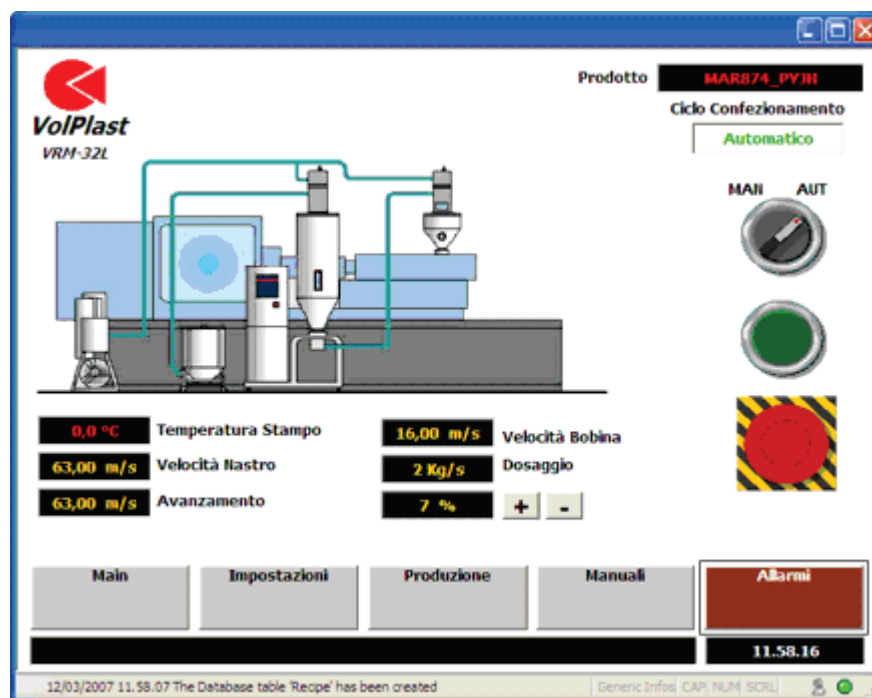 Prodotto MAR874_PVJH
Ciclo Confezionamento
Automatico
VolPlast
VRM-32L
MAN AUT
0,0 °C Temperatura Stampo 16,00 m/s Velocità Bobina
63,00 m/s Velocità Nastro 2 Kg/s Dosaggio
63,00 m/s Avanzamento 7 % + -
Main Impostazioni Produzione Manuali Allarmi
11.58.16
12/03/2007 11.58.07 The Database table 'Recipe' has been created Generic Infos CAP NUM SCRL